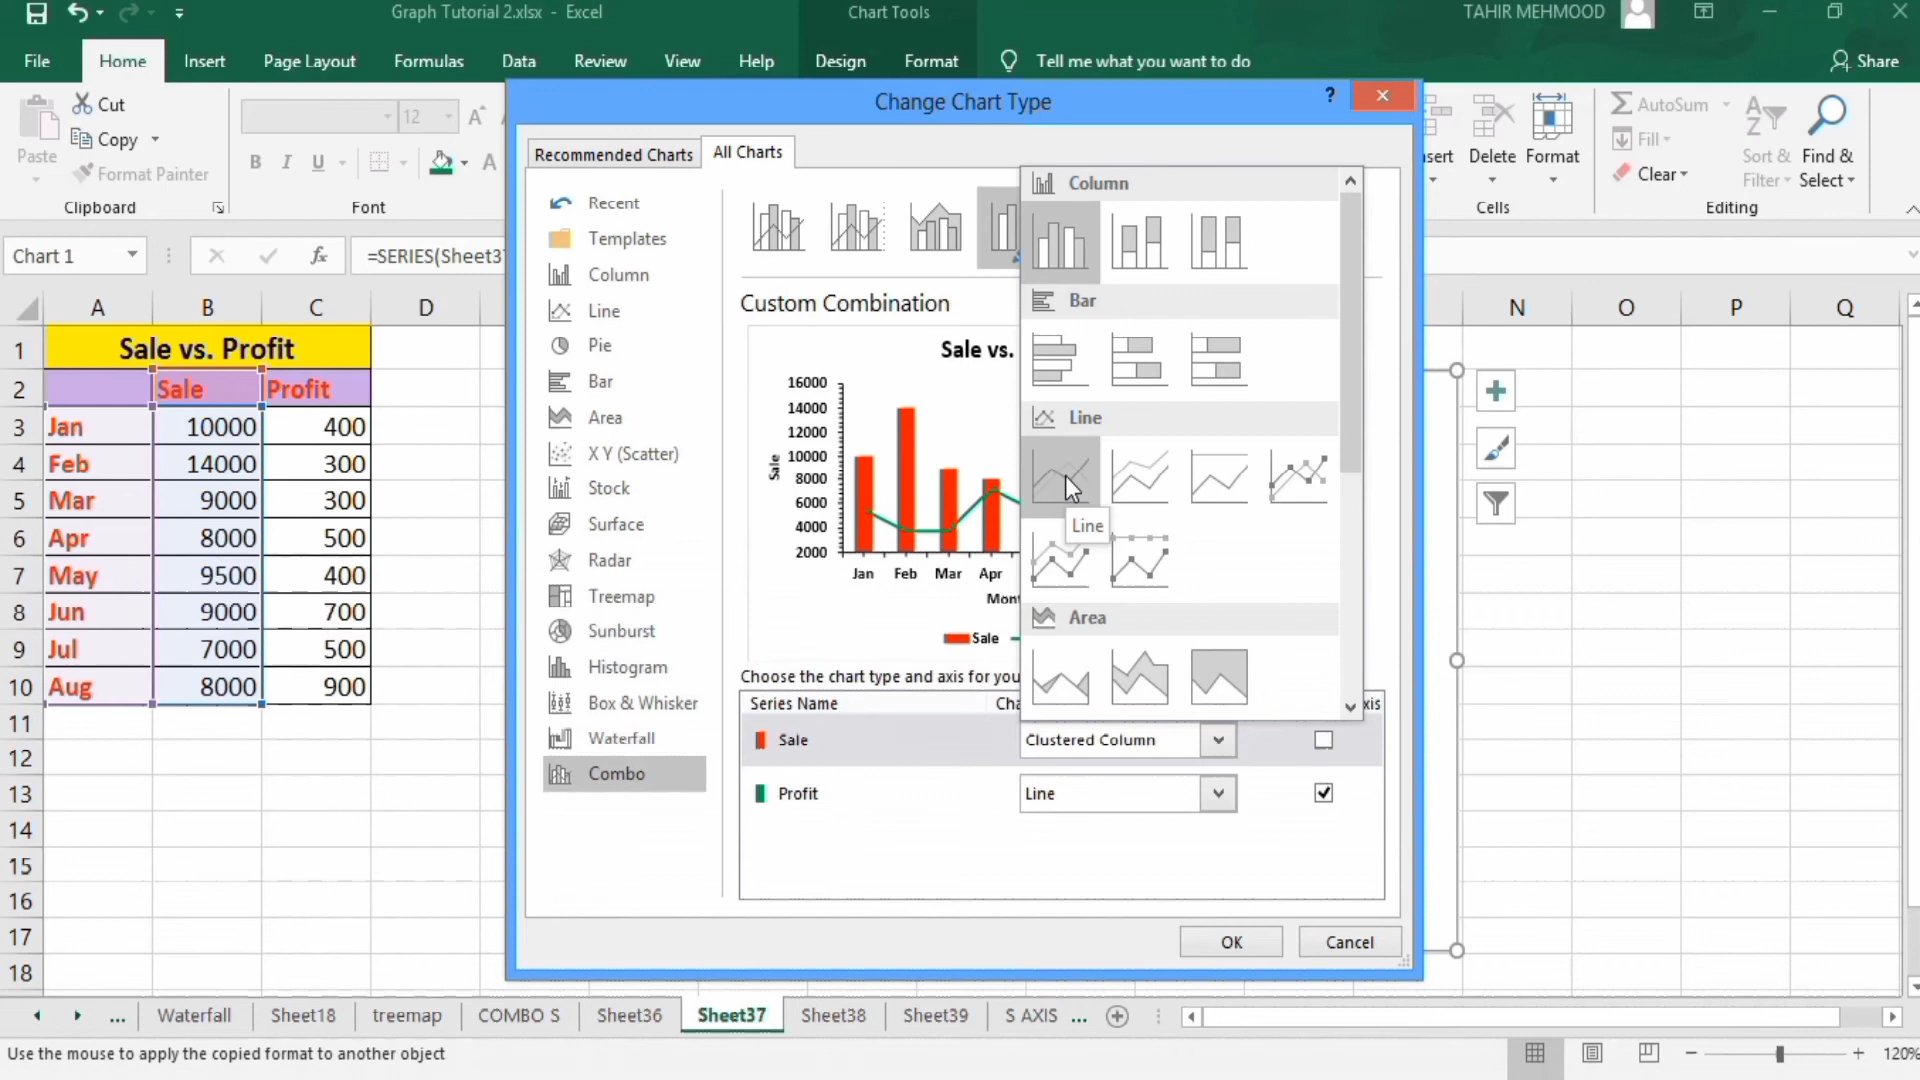 Graph Tutorial 2.xlsx - Excel
Chart Tools
TAHIR MEHMOOD
File Home Insert Page Layout Formulas Data Review View Help Design Format Tell me what you want to do Share
Cut
Copy
Paste
Format Painter
Clipboard
12
B I U A
Font
Delete Format
Cells
AutoSum
Fill
Clear
Sort & Filter
Find & Select
Editing
Chart 1
fx
=SERIES(Sheet37
A B C D N O P Q
1 Sale vs. Profit
2 Sale Profit
3 Jan 10000 400
4 Feb 14000 300
5 Mar 9000 300
6 Apr 8000 500
7 May 9500 400
8 Jun 9000 700
9 Jul 7000 500
10 Aug 8000 900
11
12
13
14
15
16
17
18
Change Chart Type
?
Recommended Charts
All Charts
Recent
Templates
Column
Line
Pie
Bar
Area
X Y (Scatter)
Stock
Surface
Radar
Treemap
Sunburst
Histogram
Box & Whisker
Waterfall
Combo
Custom Combination
Sale vs.
16000
14000
12000
10000
8000
6000
4000
2000
Sale
Jan Feb Mar Apr
Mont
Sale
Column
Bar
Line
Line
Area
Choose the chart type and axis for you
Series Name Cha xis
Sale Clustered Column
Profit Line
OK Cancel
... Waterfall Sheet18 treemap COMBO S Sheet36 Sheet37 Sheet38 Sheet39 S AXIS ...
Use the mouse to apply the copied format to another object
120%